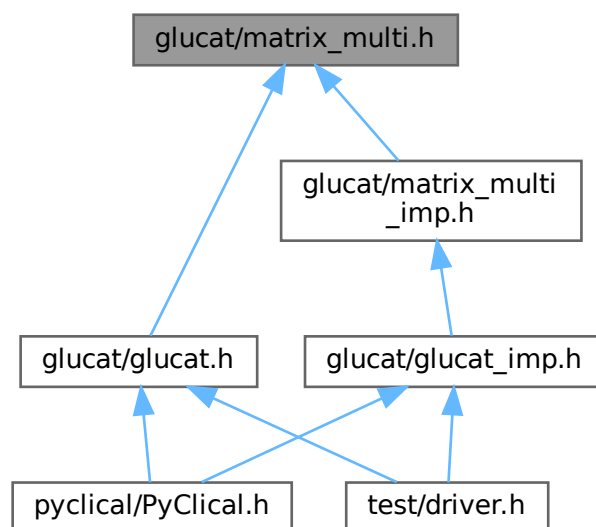 glucat/matrix_multi.h
glucat/matrix_multi
_imp.h
glucat/glucat.h
glucat/glucat_imp.h
pyclical/PyClical.h
test/driver.h